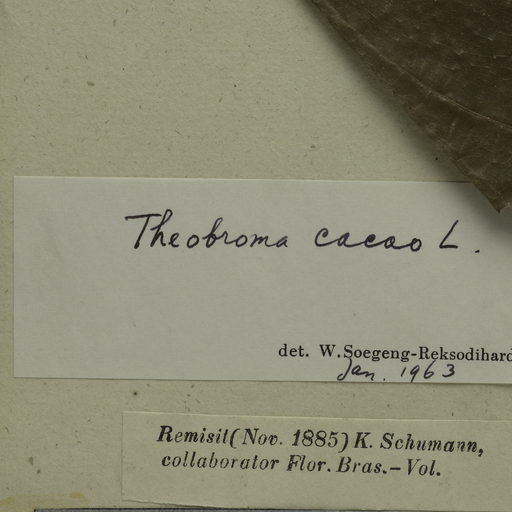 Theobroma cacao L.
det. W. Soegeng-Reksodihard
Jan. 1963
Remisit (Nov. 1885) K. Schumann,
collaborator Flor. Bras.-Vol.